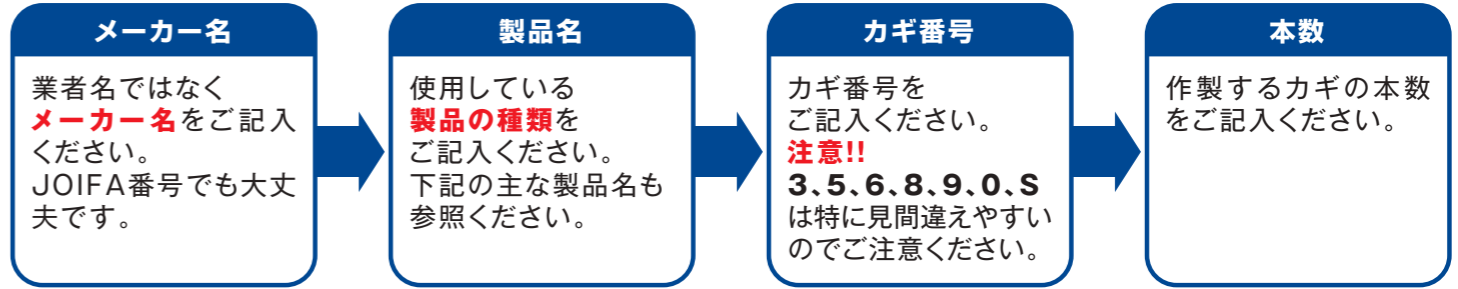 メーカー名
業者名ではなく
メーカー名をご記入
ください。
JOIFA番号でも大丈
夫です。
製品名
使用している
製品の種類を
ご記入ください。
下記の主な製品名も
参照ください。
カギ番号
カギ番号を
ご記入ください。
注意!!
3、5、6、8、9、0、S
は特に見間違えやすい
のでご注意ください。
本数
作製するカギの本数
をご記入ください。